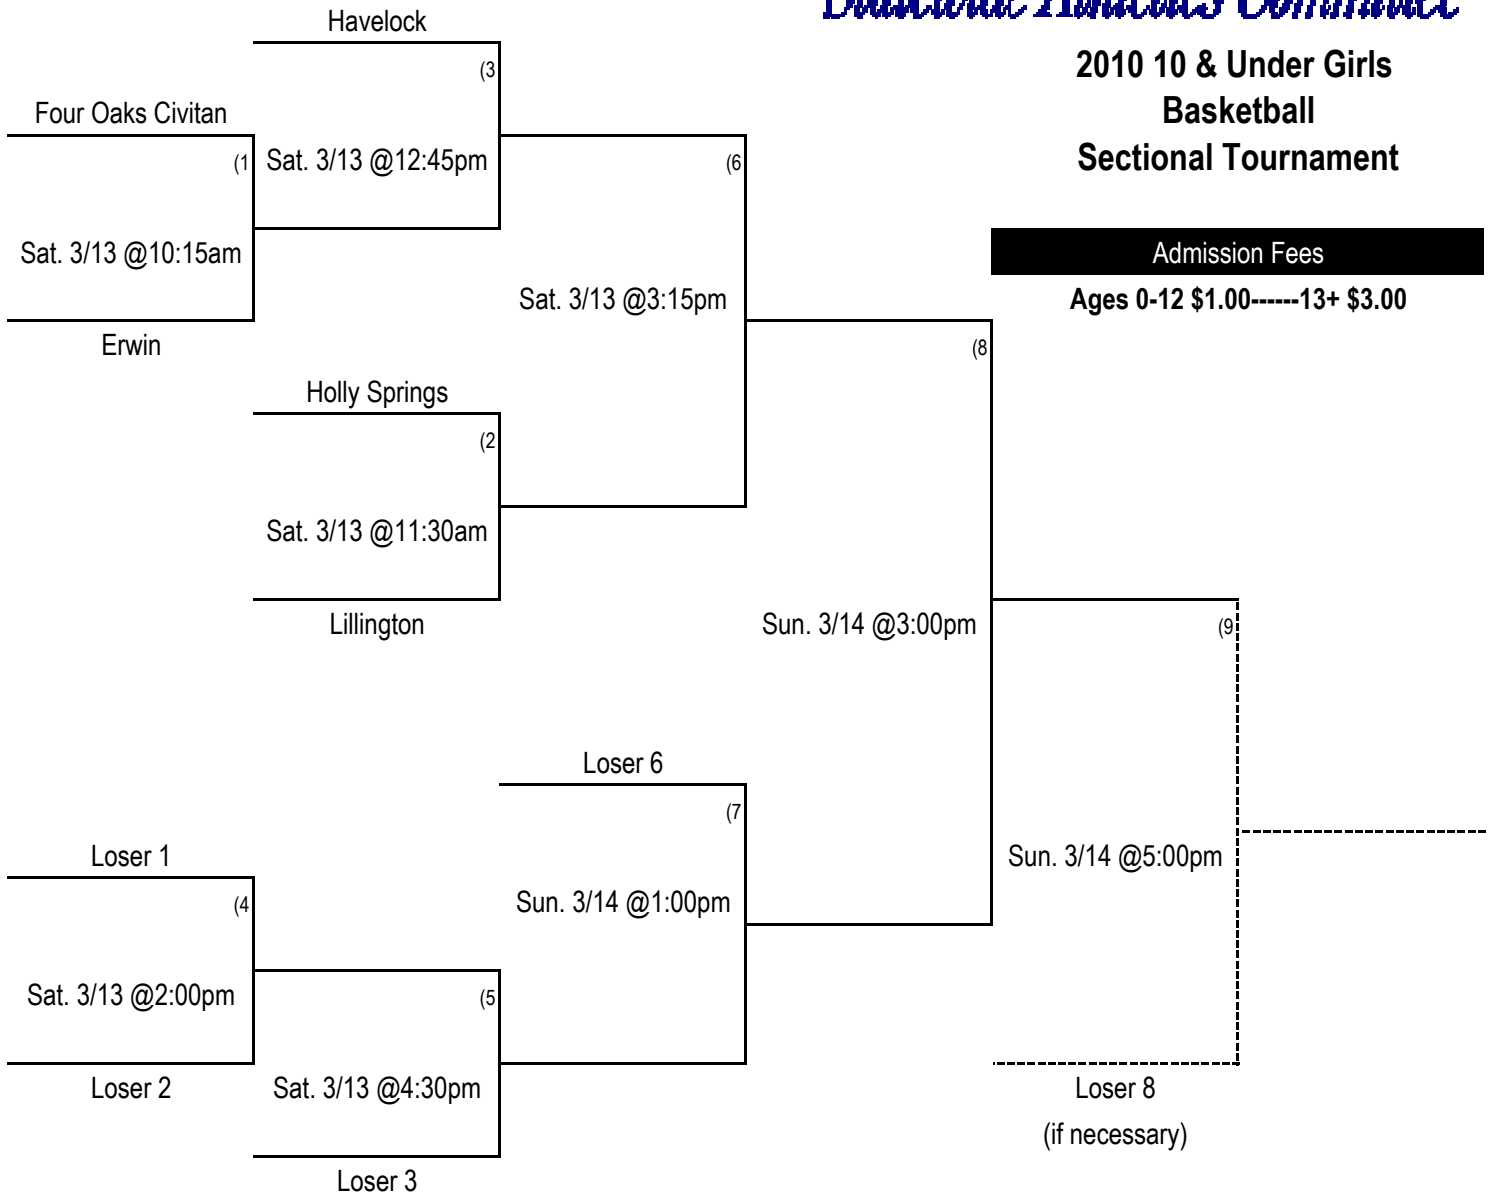 Havelock
2010 10 & Under Girls
Basketball
Sectional Tournament
(3
Four Oaks Civitan
(1
Sat. 3/13 @12:45pm
(6
Sat. 3/13 @10:15am
Admission Fees
Sat. 3/13 @3:15pm
Ages 0-12 $1.00------13+ $3.00
Erwin
(8
Holly Springs
(2
Sat. 3/13 @11:30am
Lillington
Sun. 3/14 @3:00pm
(9
Loser 6
(7
Loser 1
Sun. 3/14 @5:00pm
(4
Sun. 3/14 @1:00pm
Sat. 3/13 @2:00pm
(5
Loser 2
Sat. 3/13 @4:30pm
Loser 8
(if necessary)
Loser 3